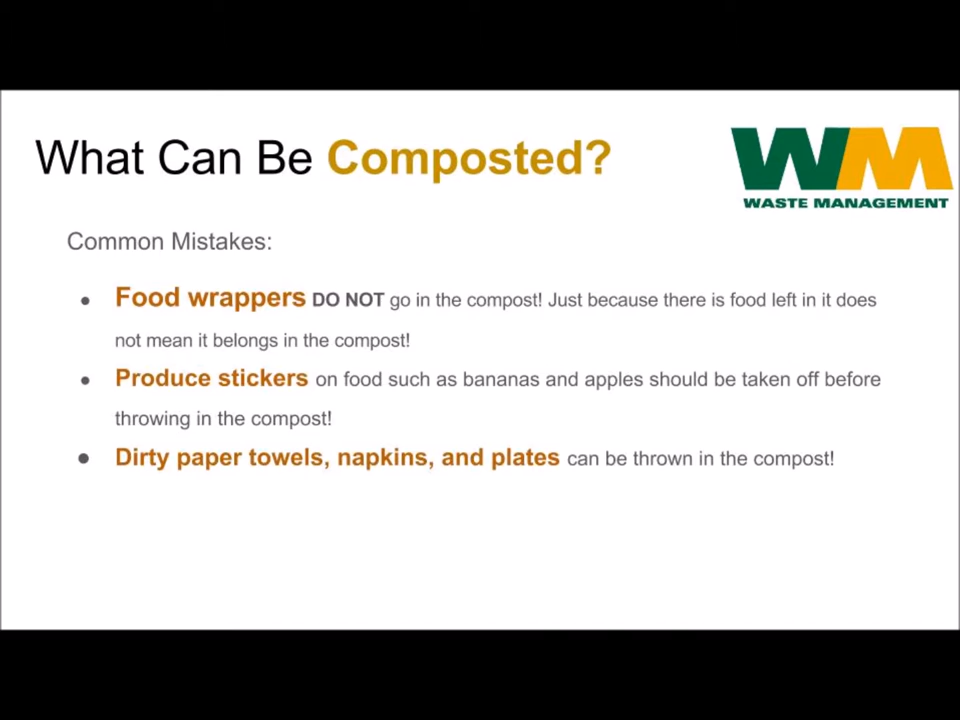 What Can Be Composted?
WM
WASTE MANAGEMENT
Common Mistakes:
● Food wrappers DO NOT go in the compost! Just because there is food left in it does
not mean it belongs in the compost!
● Produce stickers on food such as bananas and apples should be taken off before
throwing in the compost!
● Dirty paper towels, napkins, and plates can be thrown in the compost!